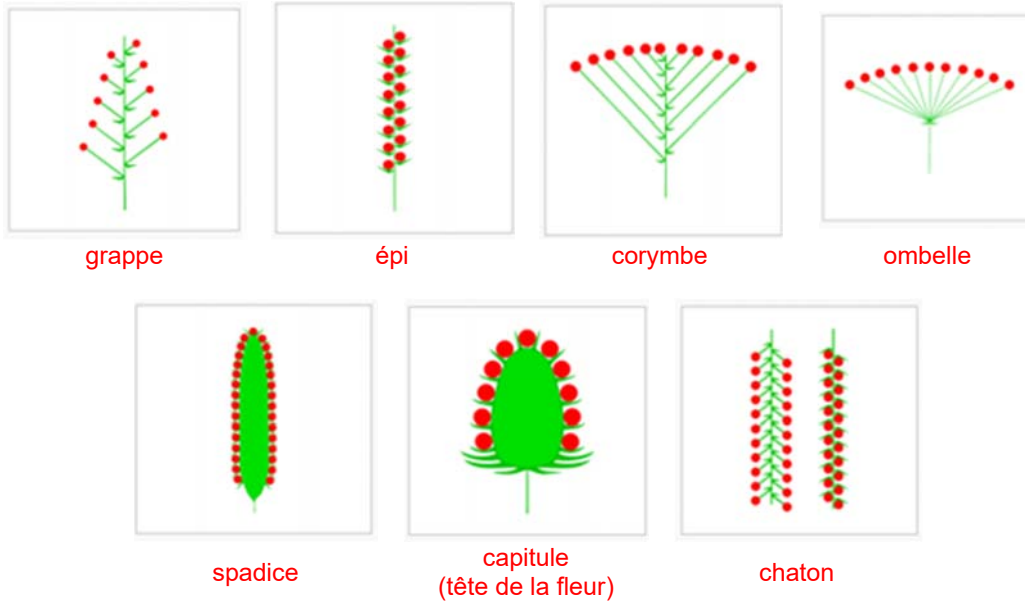 grappe
épi
corymbe
ombelle
spadice
capitule
(tête de la fleur)
chaton